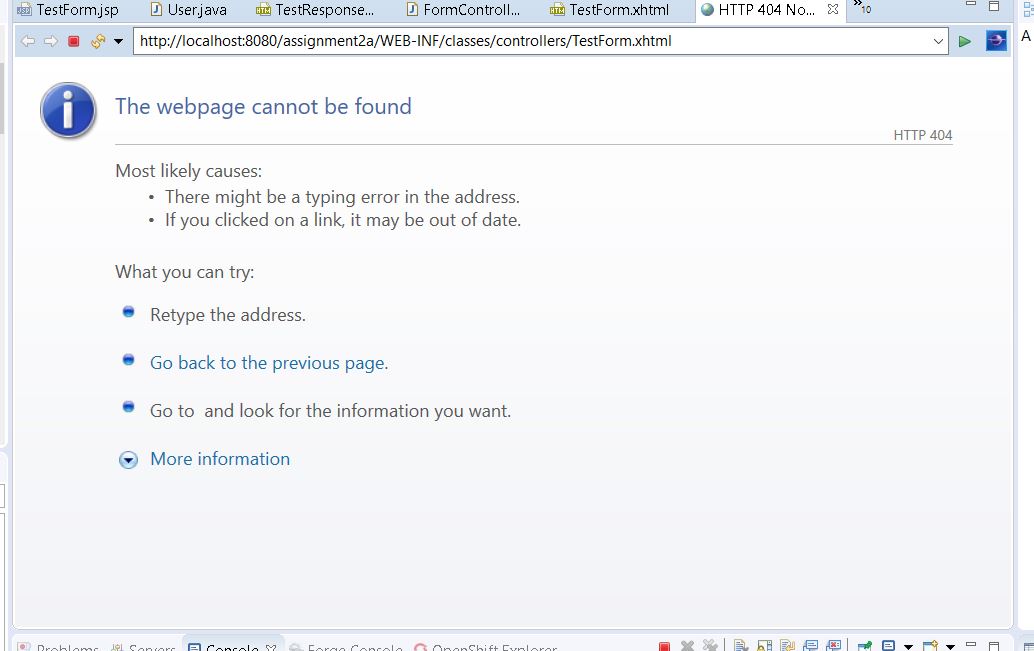 TestForm.jsp User.java TestResponse... FormControll... TestForm.xhtml HTTP 404 No... »10
http://localhost:8080/assignment2a/WEB-INF/classes/controllers/TestForm.xhtml
A
The webpage cannot be found
HTTP 404
Most likely causes:
• There might be a typing error in the address.
• If you clicked on a link, it may be out of date.
What you can try:
Retype the address.
Go back to the previous page.
Go to  and look for the information you want.
More information
Problems Servers Console Forge Console OpenShift Explorer